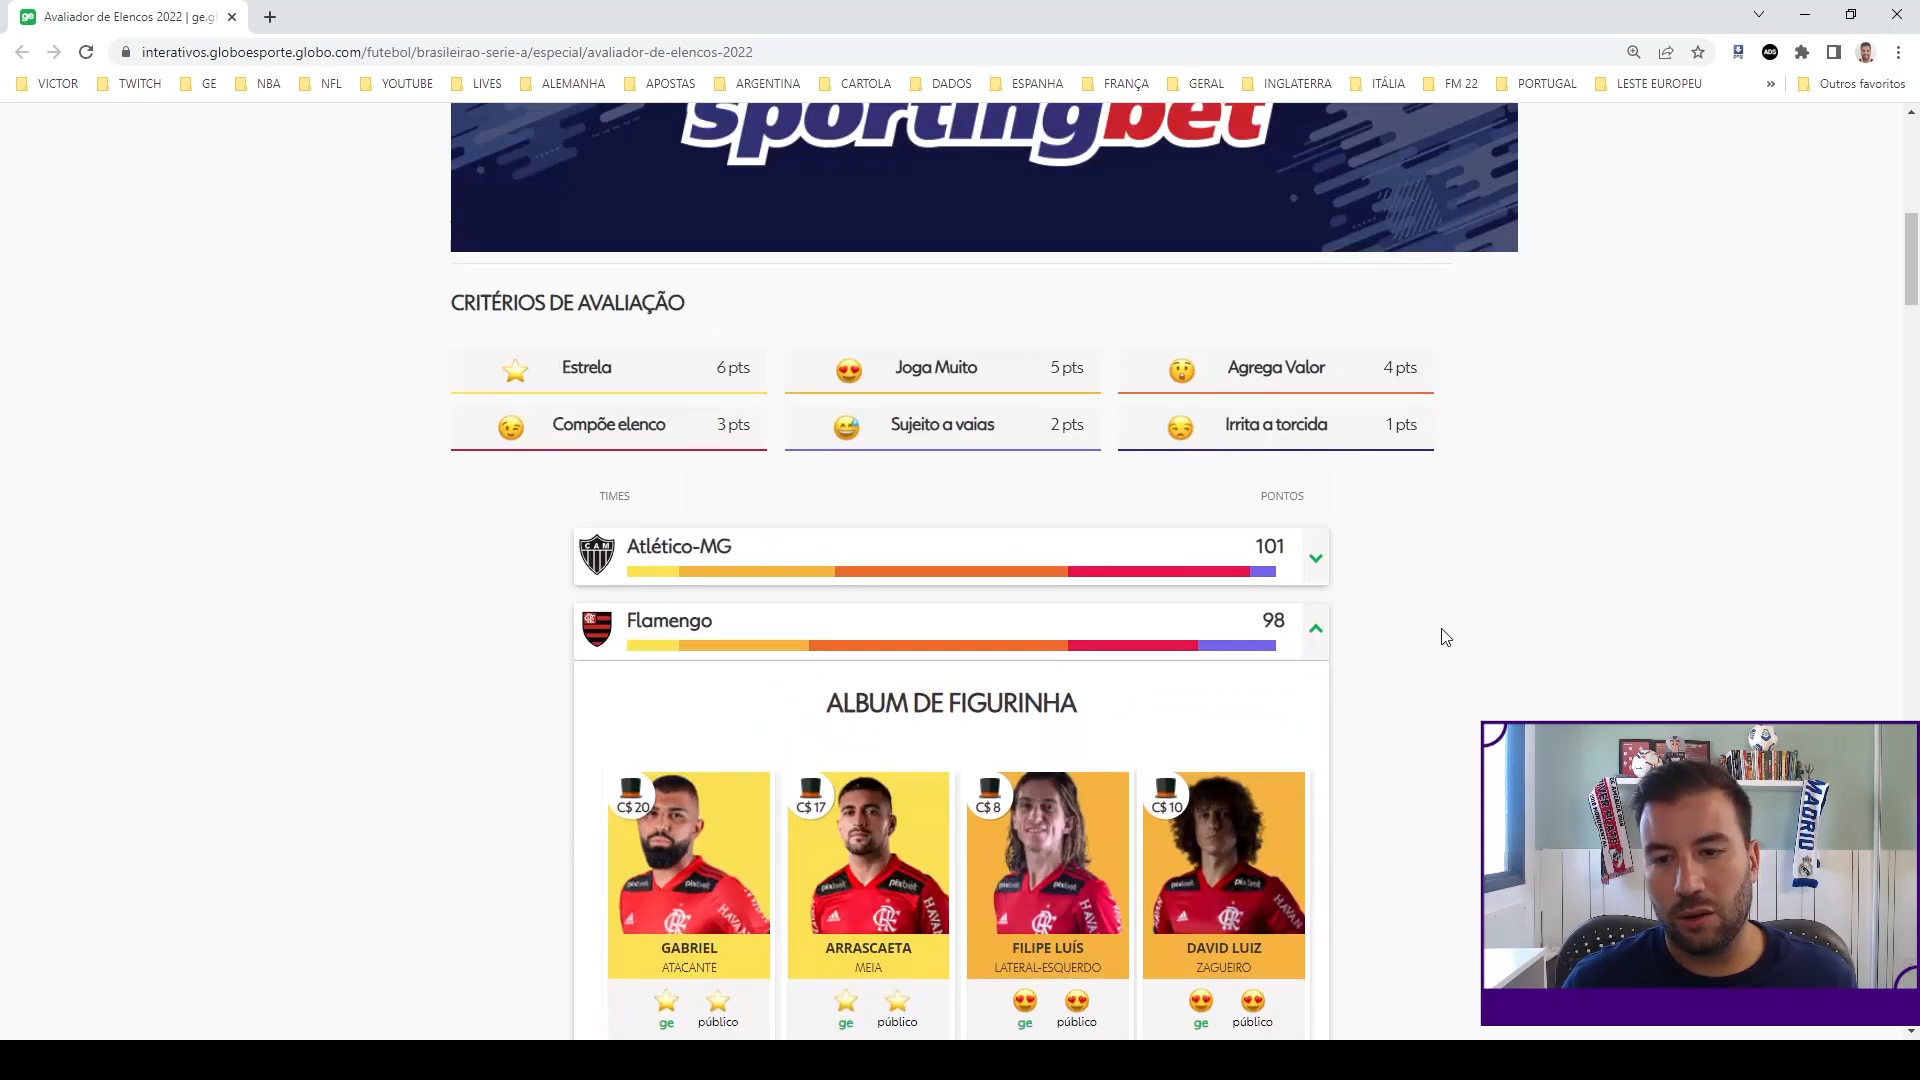 Avaliador de Elencos 2022 | ge.gl
interativos.globoesporte.globo.com/futebol/brasileirao-serie-a/especial/avaliador-de-elencos-2022
VICTOR TWITCH GE NBA NFL YOUTUBE LIVES ALEMANHA APOSTAS ARGENTINA CARTOLA DADOS ESPANHA FRANÇA GERAL INGLATERRA ITÁLIA FM 22 PORTUGAL LESTE EUROPEU » Outros favoritos
sportingbet
CRITÉRIOS DE AVALIAÇÃO
Estrela 6 pts Joga Muito 5 pts Agrega Valor 4 pts
Compõe elenco 3 pts Sujeito a vaias 2 pts Irrita a torcida 1 pts
TIMES PONTOS
CAM Atlético-MG 101
Flamengo 98
ALBUM DE FIGURINHA
C$ 20 C$ 17 C$ 8 C$ 10
GABRIEL ARRASCAETA FILIPE LUÍS DAVID LUIZ
ATACANTE MEIA LATERAL-ESQUERDO ZAGUEIRO
ge público ge público ge público ge público
MADRID